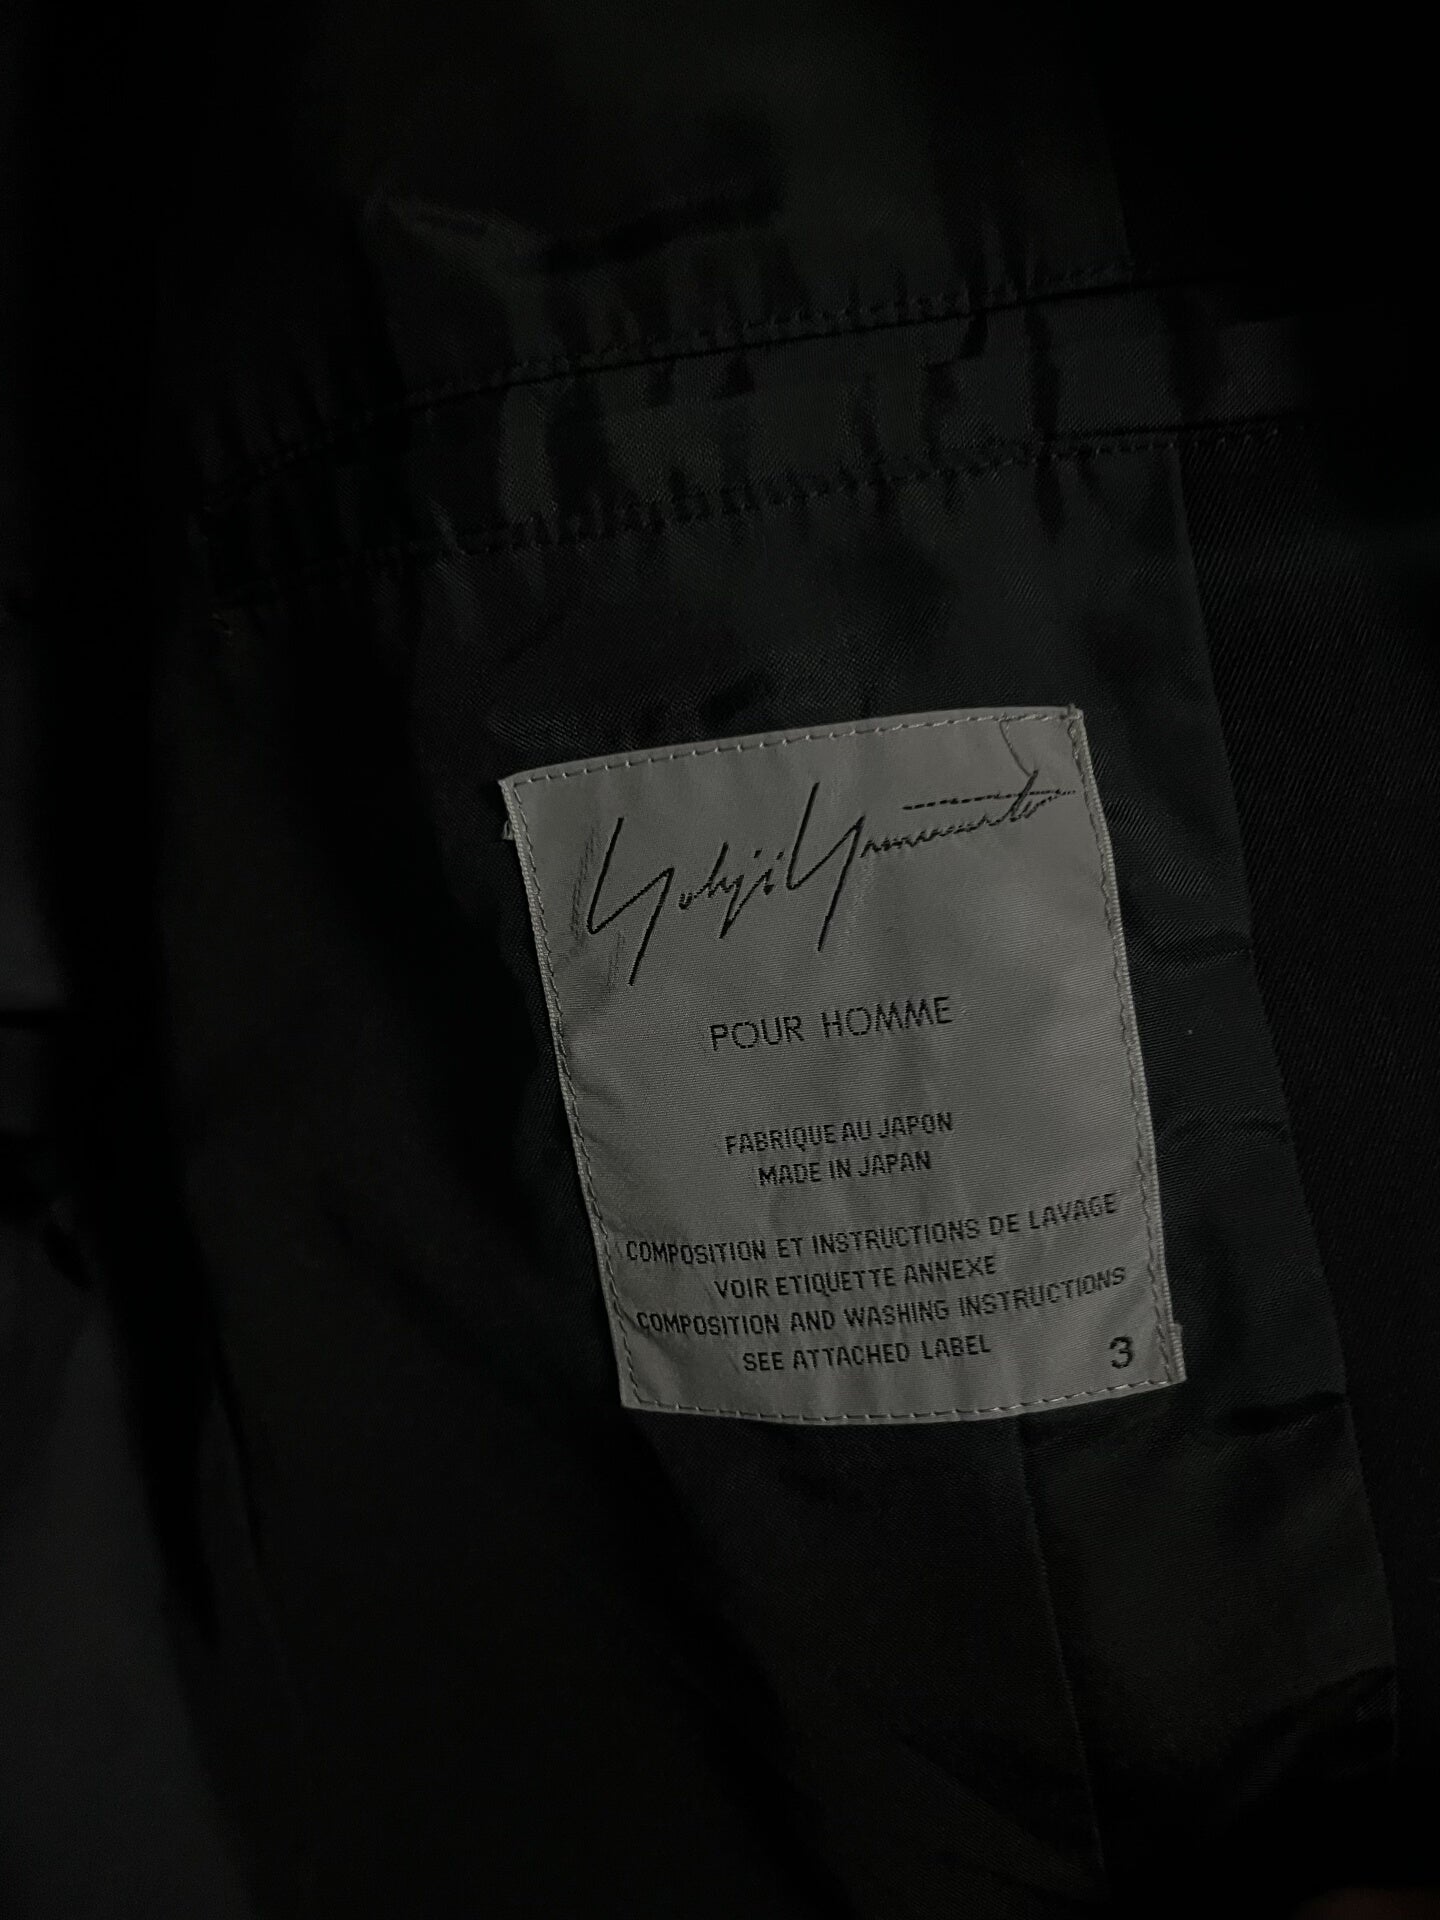 Yohji Yamamoto
POUR HOMME
FABRIQUE AU JAPON
MADE IN JAPAN
COMPOSITION ET INSTRUCTIONS DE LAVAGE
VOIR ETIQUETTE ANNEXE
COMPOSITION AND WASHING INSTRUCTIONS
SEE ATTACHED LABEL
3